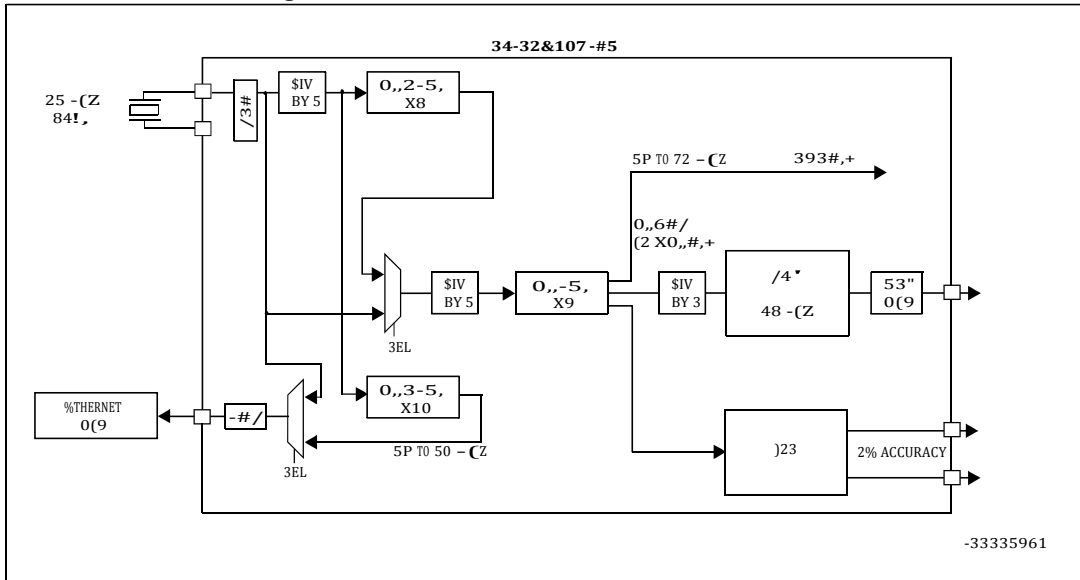 34-32&107 -#5
25 -(Z
84!,
/3#
$IV
BY 5
0,,2-5,
X8
5P TO 72 -(Z
393#,+
0,,6#/
(2 X0,,#,+
$IV
BY 5
0,,-5,
X9
$IV
BY 3
/4'
48 -(Z
53"
0(9
3EL
%THERNET
0(9
-#/
3EL
0,,3-5,
X10
5P TO 50 -(Z
)23
2% ACCURACY
-33335961